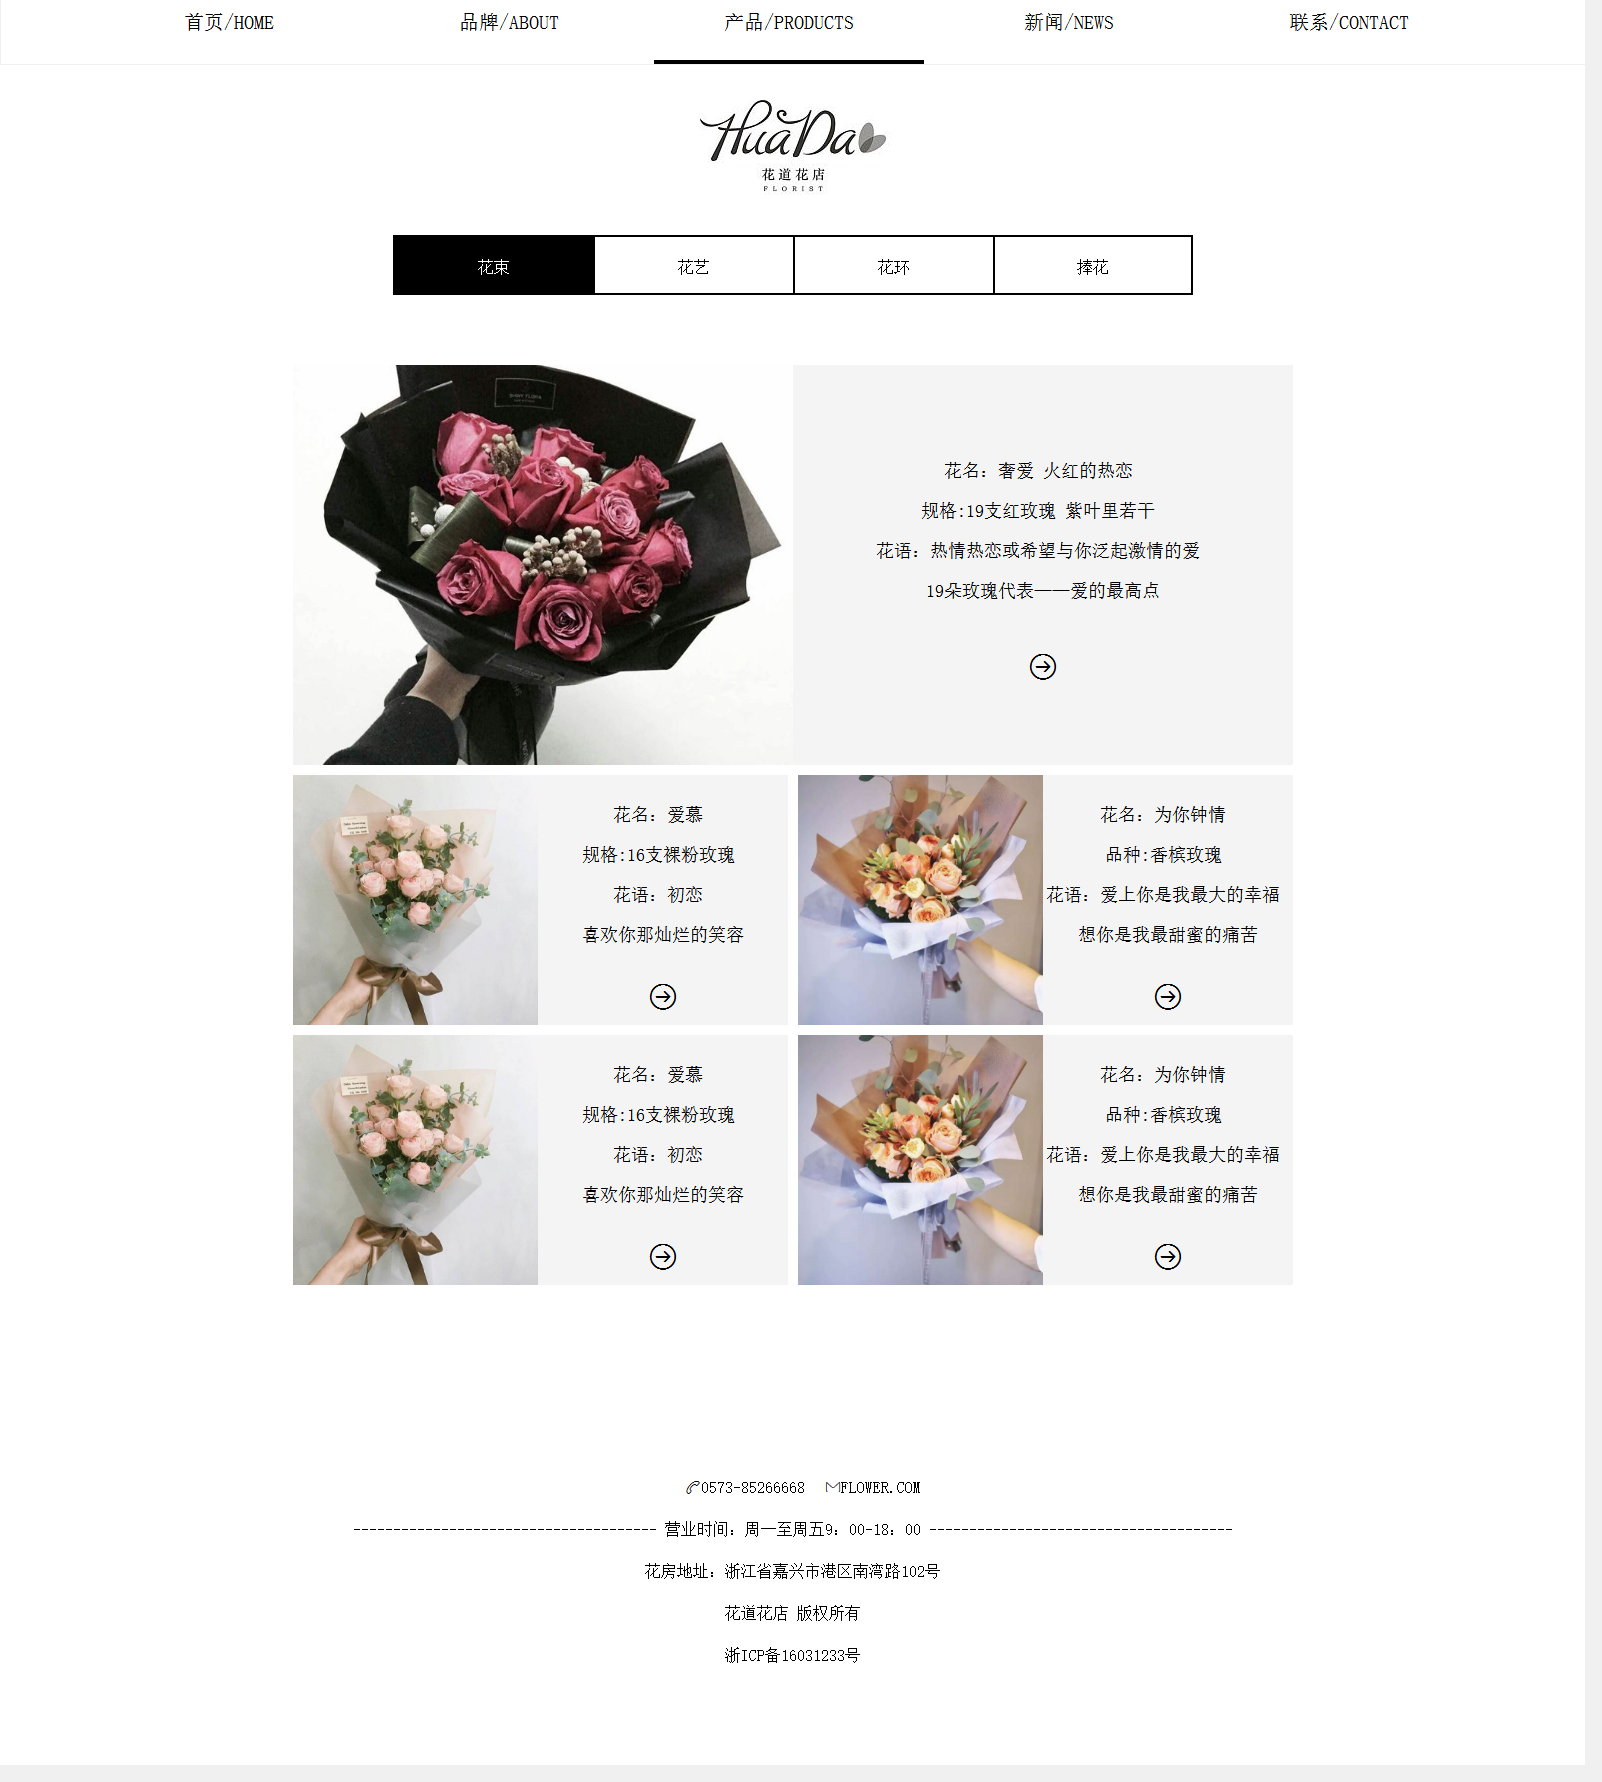 首页/HOME
品牌/ABOUT
产品/PRODUCTS
新闻/NEWS
联系/CONTACT
HuaDao
花道花店
FLORIST
花束
花艺
花环
捧花
花名：奢爱 火红的热恋
规格:19支红玫瑰 紫叶里若干
花语：热情热恋或希望与你泛起激情的爱
19朵玫瑰代表——爱的最高点
花名：爱慕
规格:16支裸粉玫瑰
花语：初恋
喜欢你那灿烂的笑容
花名：为你钟情
品种:香槟玫瑰
花语：爱上你是我最大的幸福
想你是我最甜蜜的痛苦
花名：爱慕
规格:16支裸粉玫瑰
花语：初恋
喜欢你那灿烂的笑容
花名：为你钟情
品种:香槟玫瑰
花语：爱上你是我最大的幸福
想你是我最甜蜜的痛苦
0573-85266668 FLOWER.COM
-------------------------------------- 营业时间：周一至周五9：00-18：00 --------------------------------------
花房地址：浙江省嘉兴市港区南湾路102号
花道花店 版权所有
浙ICP备16031233号